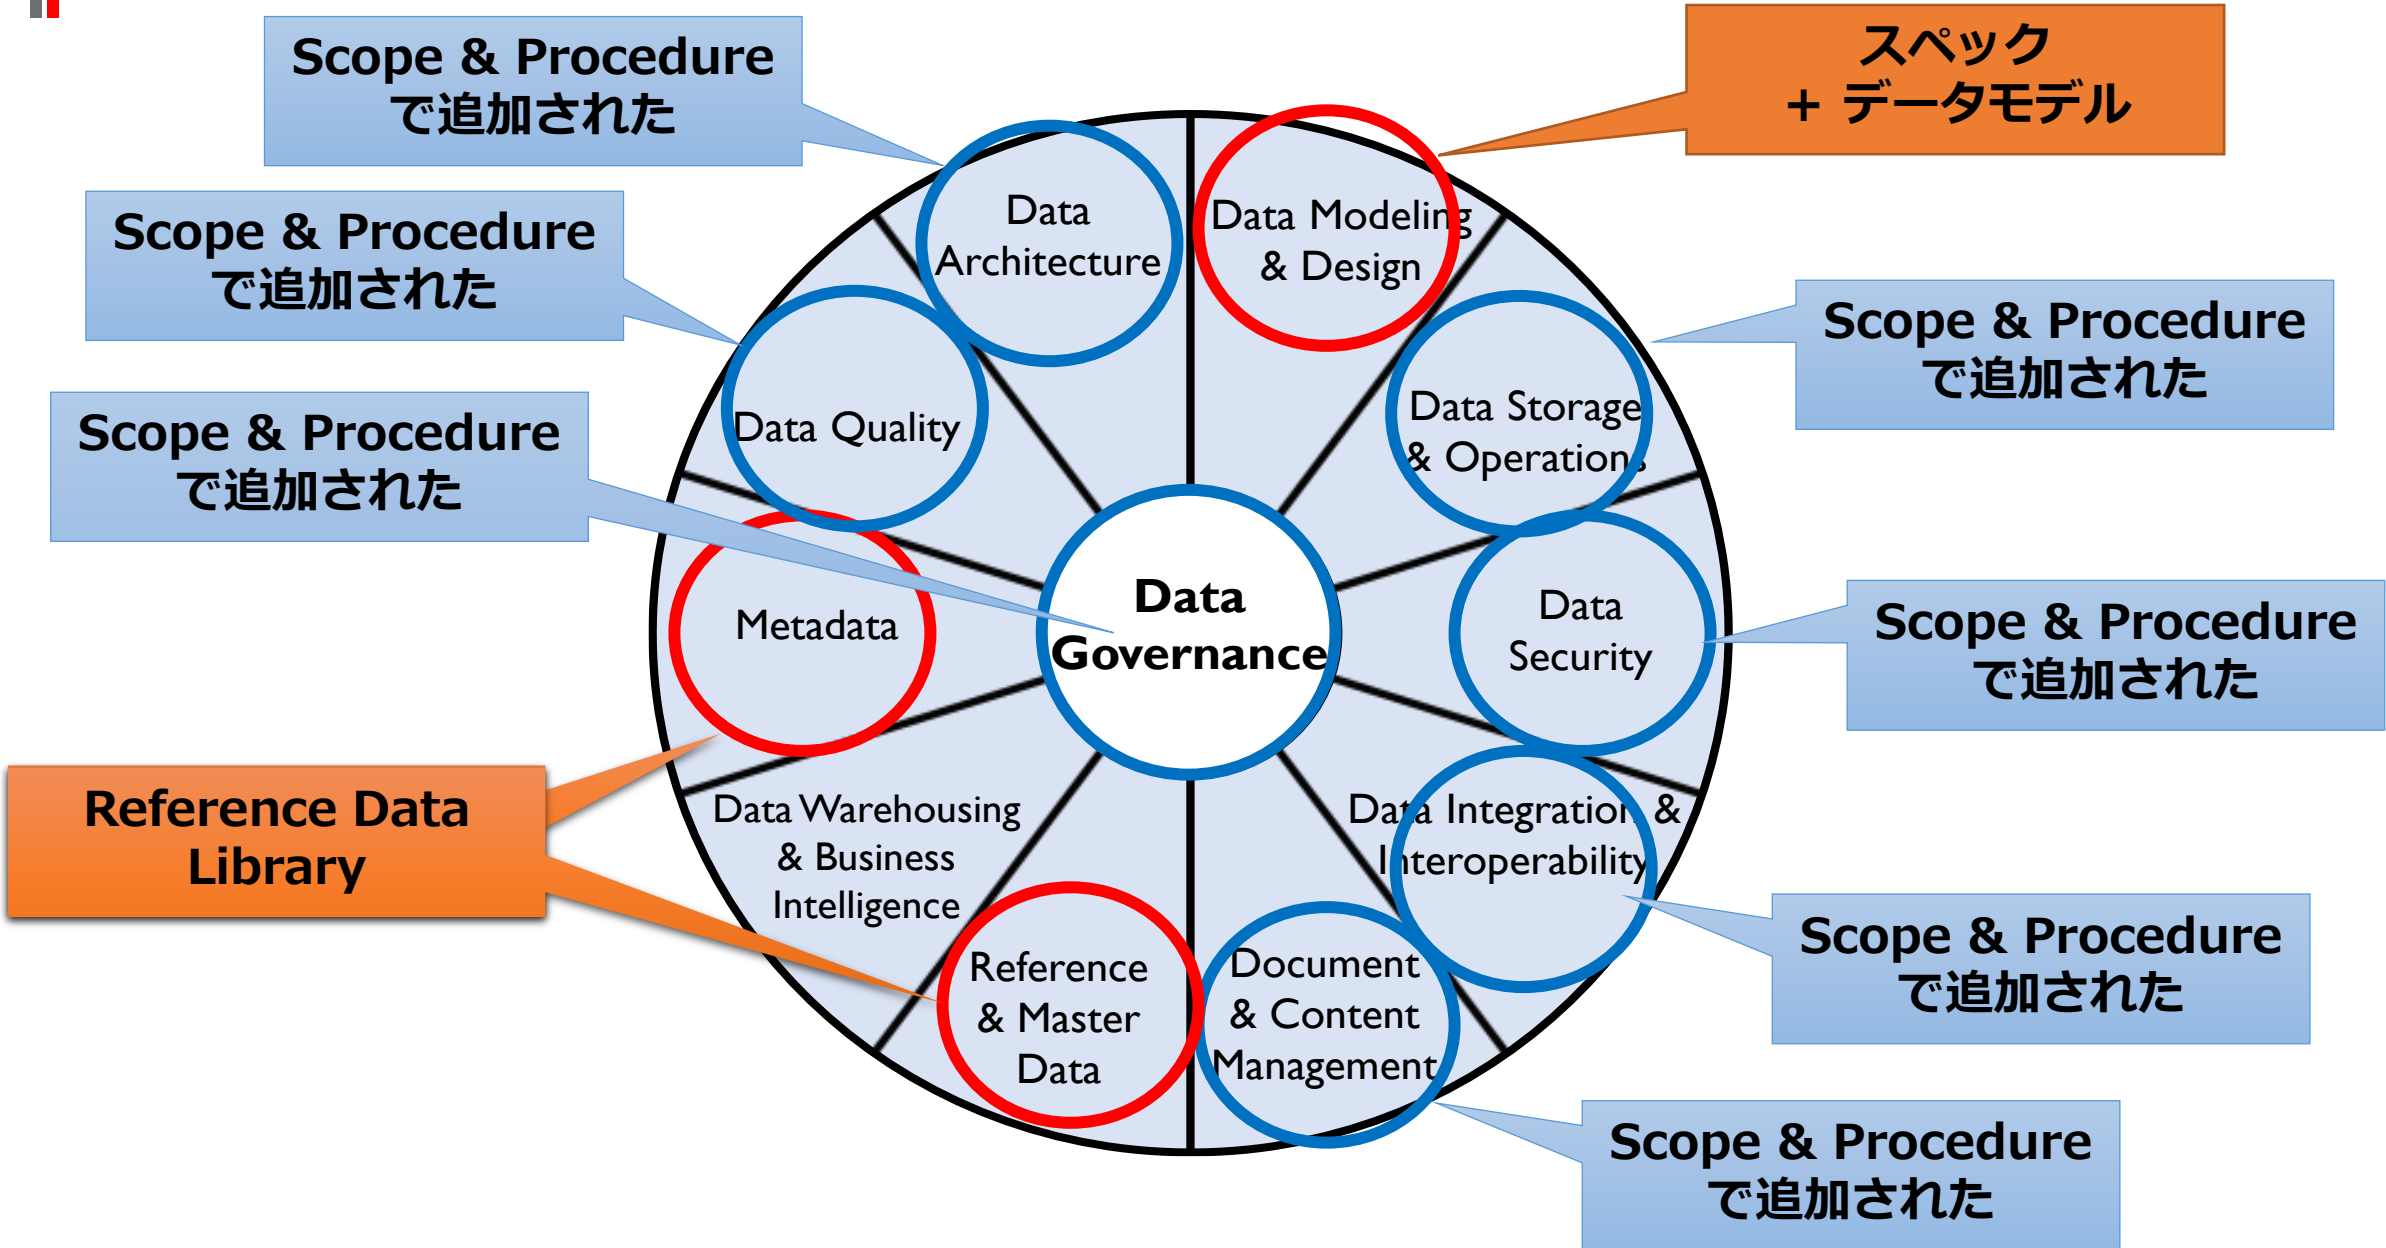 Scope & Procedure
で追加された
スペック
+ データモデル
Scope & Procedure
で追加された
Data
Architecture
Data Modeling
& Design
Scope & Procedure
で追加された
Scope & Procedure
で追加された
Data Quality
Data Storage
& Operations
Data
Governance
Metadata
Data
Security
Scope & Procedure
で追加された
Reference Data
Library
Data Warehousing
& Business
Intelligence
Data Integration &
Interoperability
Scope & Procedure
で追加された
Reference
& Master
Data
Document
& Content
Management
Scope & Procedure
で追加された